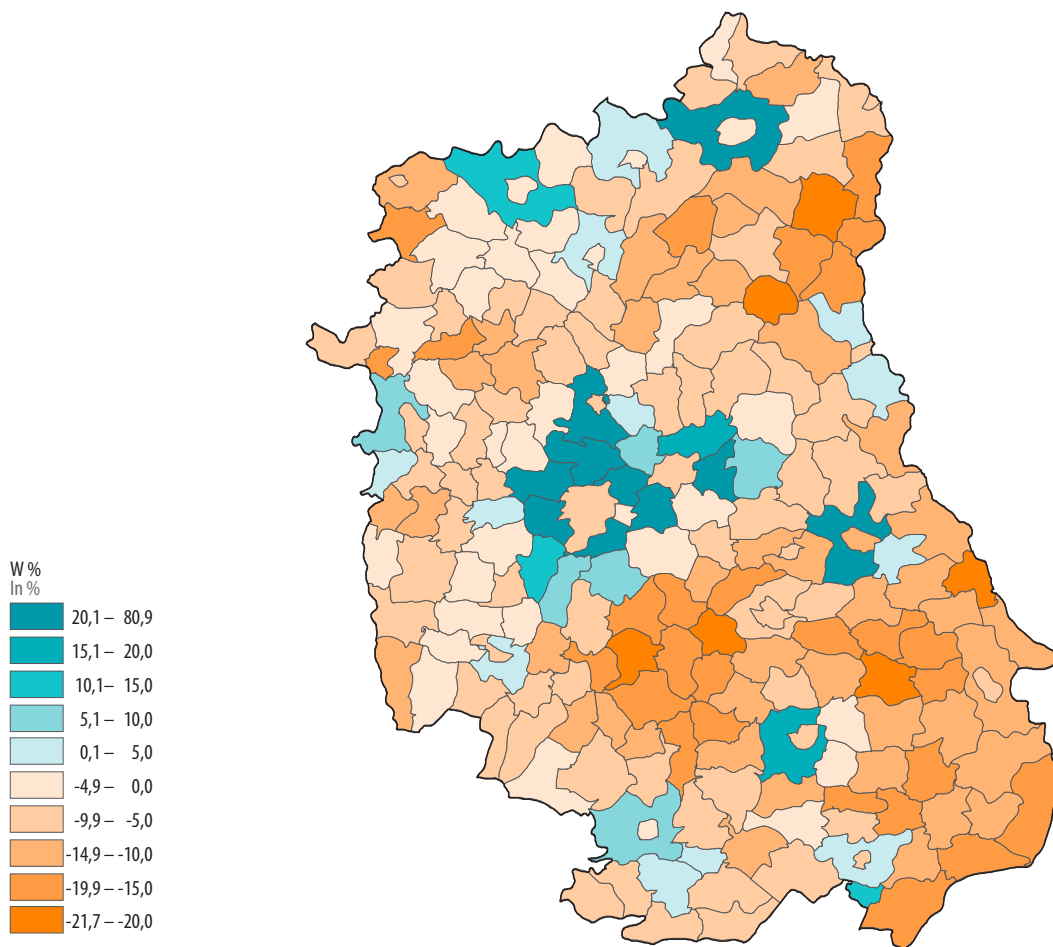 W %
In %
20,1 – 80,9
15,1 – 20,0
10,1 – 15,0
5,1 – 10,0
0,1 – 5,0
-4,9 – 0,0
-9,9 – -5,0
-14,9 – -10,0
-19,9 – -15,0
-21,7 – -20,0